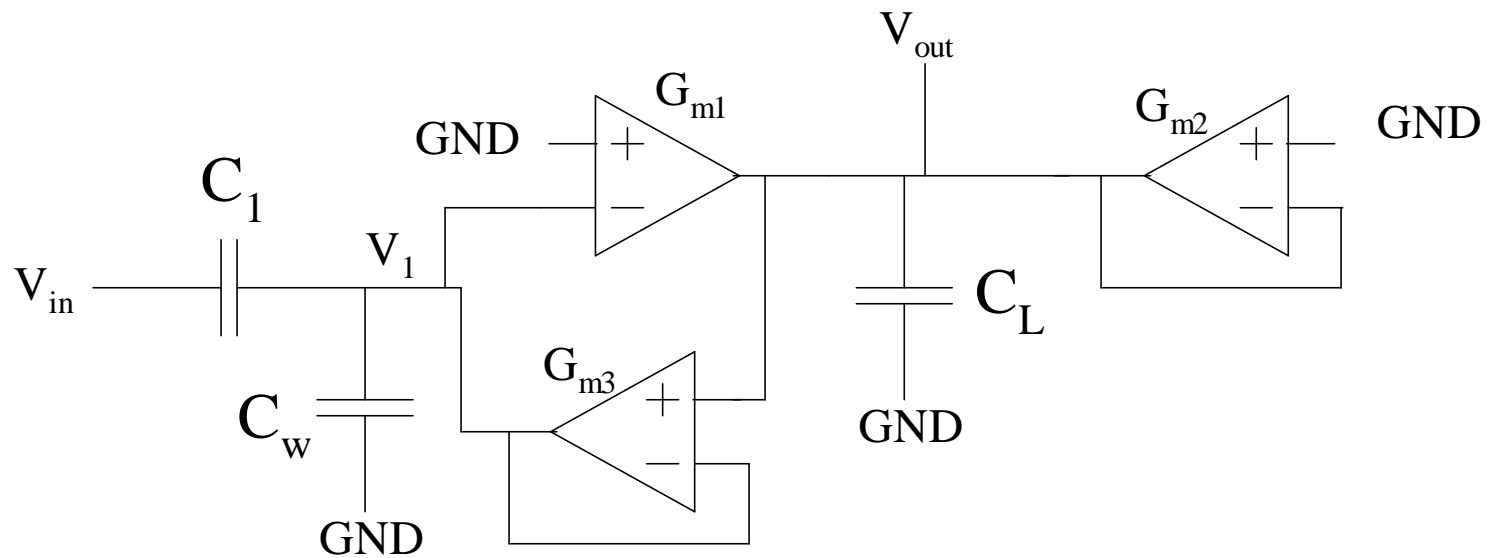 V_out
G_m1
G_m2
GND
+
+
GND
C_1
−
−
V_1
V_in
C_L
G_m3
+
C_w
GND
−
GND